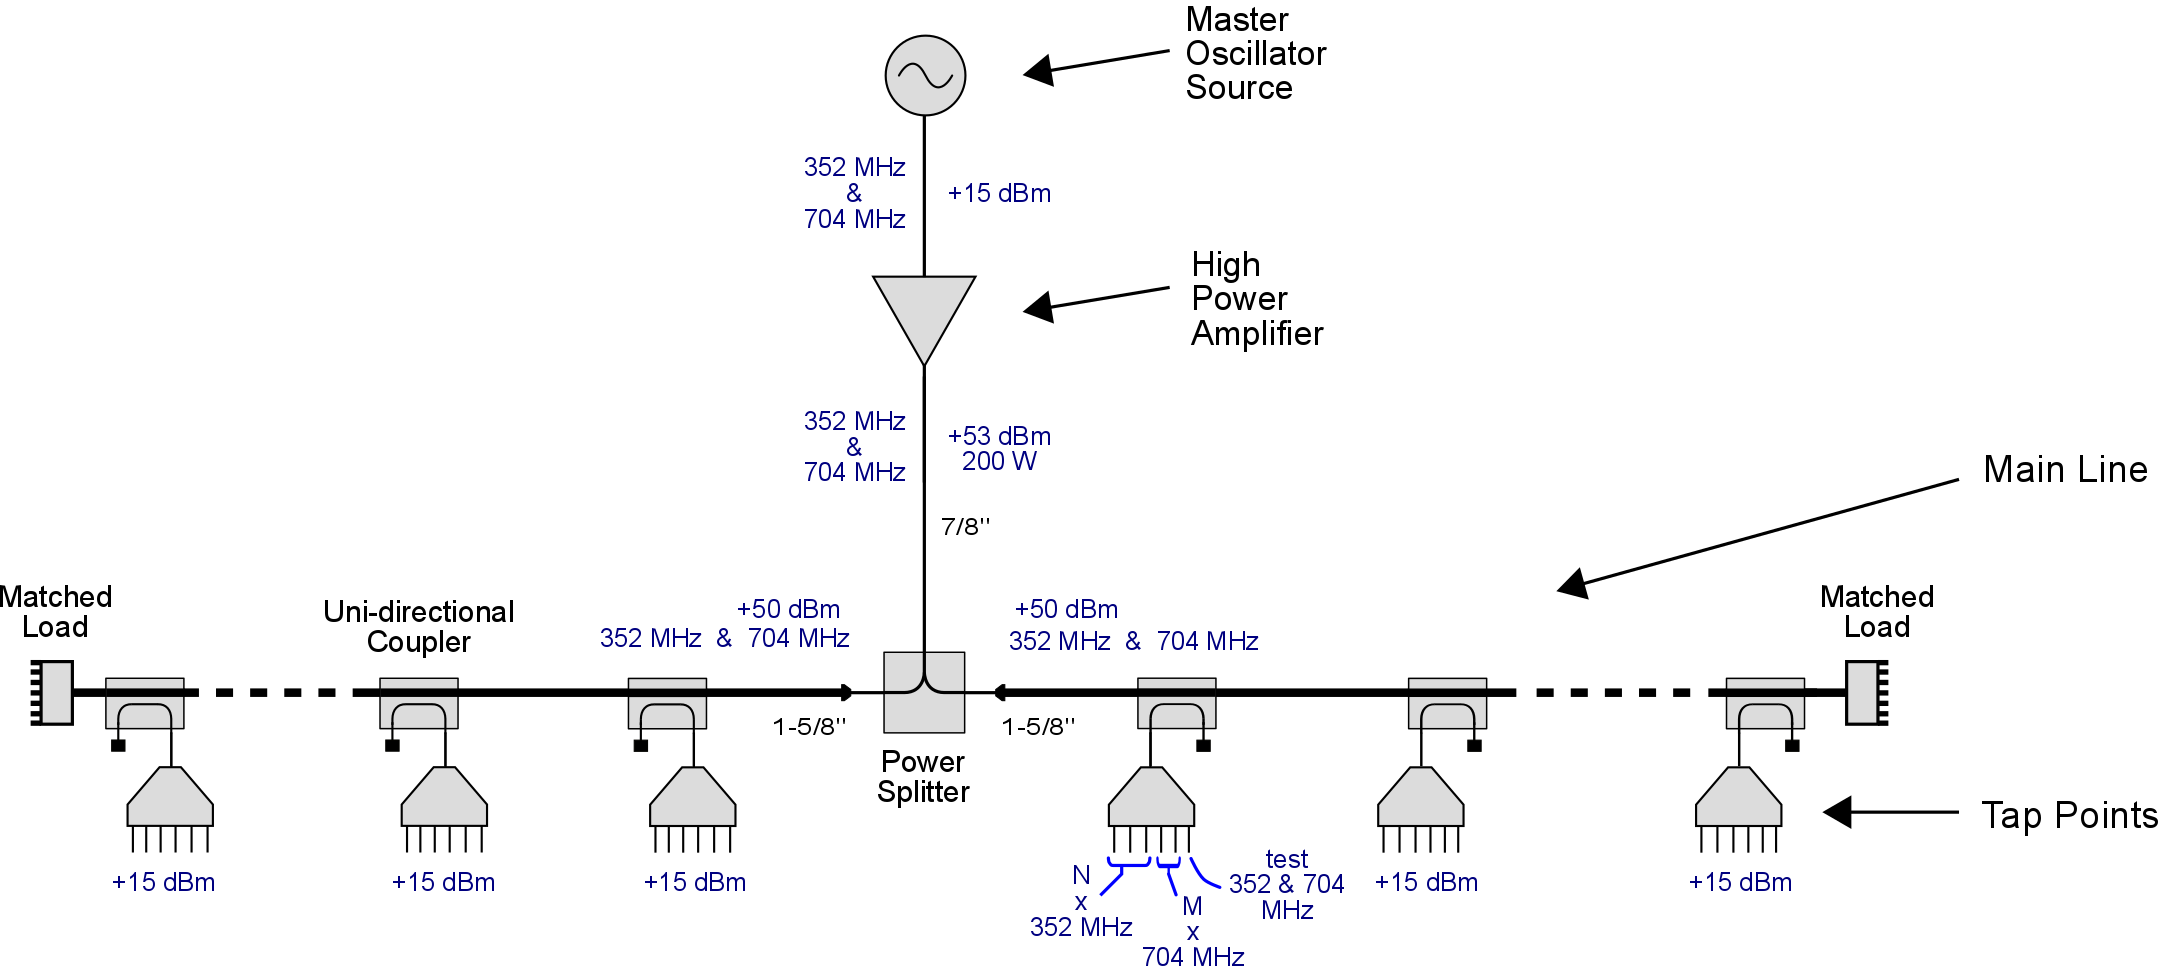 Master
Oscillator
Source
352 MHz
&
704 MHz
+15 dBm
High
Power
Amplifier
352 MHz
&
704 MHz
+53 dBm
200 W
Main Line
7/8"
Matched
Load
Uni-directional
Coupler
+50 dBm
352 MHz & 704 MHz
+50 dBm
352 MHz & 704 MHz
Matched
Load
1-5/8"
1-5/8"
Power
Splitter
Tap Points
+15 dBm
+15 dBm
+15 dBm
N
x
352 MHz
M
x
704 MHz
test
352 & 704
MHz
+15 dBm
+15 dBm